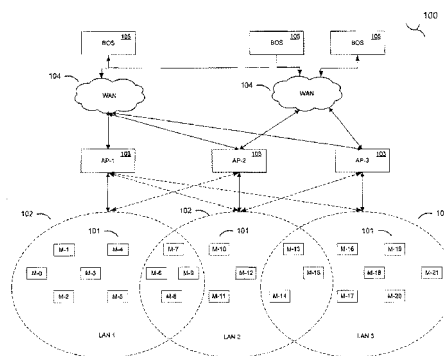 100
105
BOS
105
BOS
105
BOS
104
WAN
104
WAN
103
AP-1
103
AP-2
103
AP-3
102
102
101
101
101
M-1
M-4
M-7
M-10
M-13
M-16
M-19
M-3
M-6
M-9
M-12
M-15
M-18
M-21
M-2
M-5
M-8
M-11
M-14
M-17
M-20
LAN 1
LAN 2
LAN 3